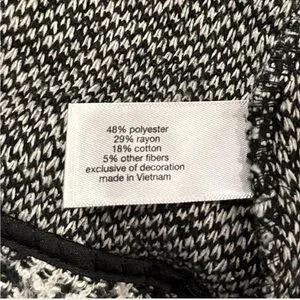 48% polyester
29% rayon
18% cotton
5% other fibers
exclusive of decoration
made in Vietnam